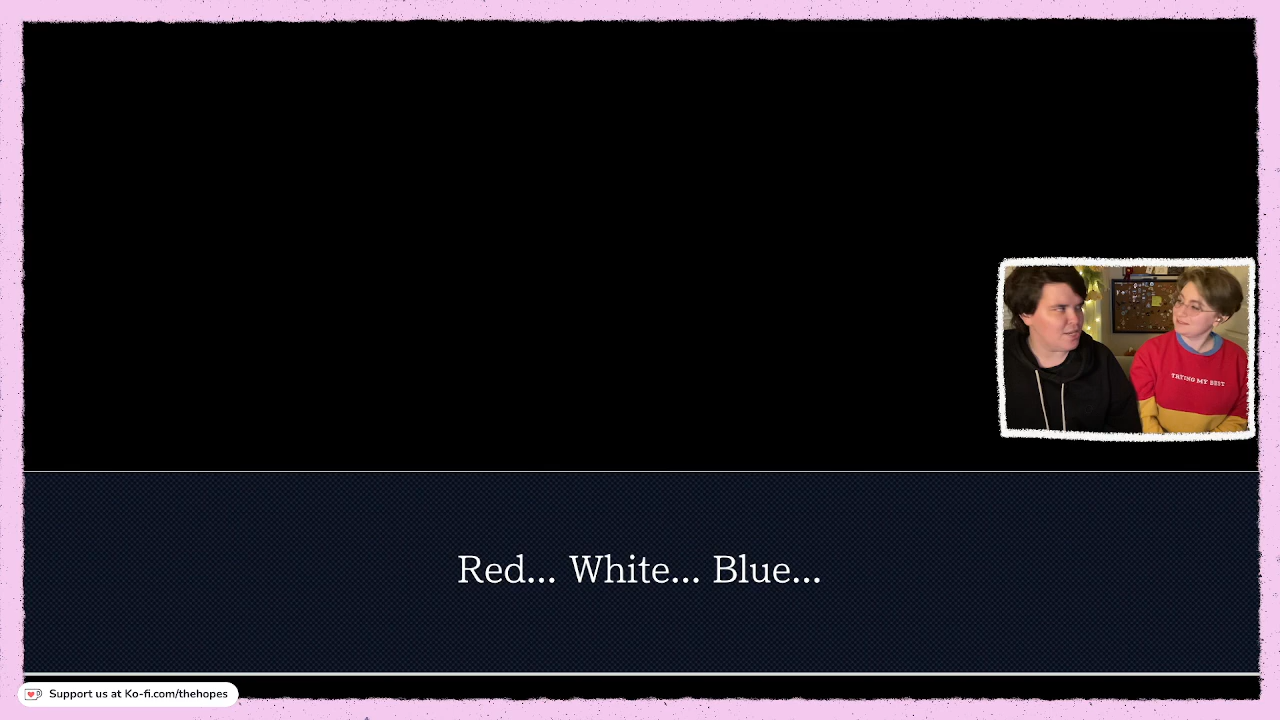 TRYING MY BEST
Red... White... Blue...
Support us at Ko-fi.com/thehopes